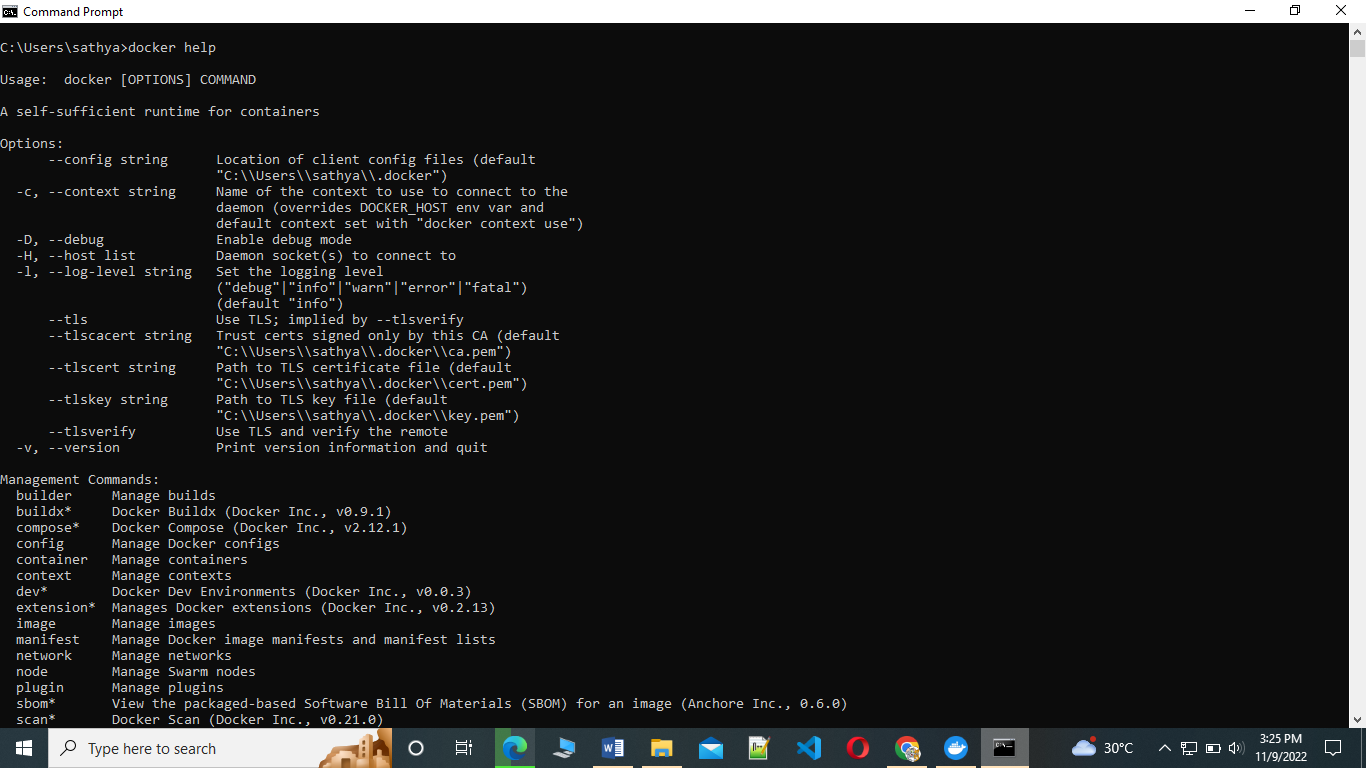 Command Prompt
C:\Users\sathya>docker help
Usage:  docker [OPTIONS] COMMAND
A self-sufficient runtime for containers
Options:
      --config string      Location of client config files (default
                           "C:\\Users\\sathya\\.docker")
  -c, --context string     Name of the context to use to connect to the
                           daemon (overrides DOCKER_HOST env var and
                           default context set with "docker context use")
  -D, --debug              Enable debug mode
  -H, --host list          Daemon socket(s) to connect to
  -l, --log-level string   Set the logging level
                           ("debug"|"info"|"warn"|"error"|"fatal")
                           (default "info")
      --tls                Use TLS; implied by --tlsverify
      --tlscacert string   Trust certs signed only by this CA (default
                           "C:\\Users\\sathya\\.docker\\ca.pem")
      --tlscert string     Path to TLS certificate file (default
                           "C:\\Users\\sathya\\.docker\\cert.pem")
      --tlskey string      Path to TLS key file (default
                           "C:\\Users\\sathya\\.docker\\key.pem")
      --tlsverify          Use TLS and verify the remote
  -v, --version            Print version information and quit
Management Commands:
  builder     Manage builds
  buildx*     Docker Buildx (Docker Inc., v0.9.1)
  compose*    Docker Compose (Docker Inc., v2.12.1)
  config      Manage Docker configs
  container   Manage containers
  context     Manage contexts
  dev*        Docker Dev Environments (Docker Inc., v0.0.3)
  extension*  Manages Docker extensions (Docker Inc., v0.2.13)
  image       Manage images
  manifest    Manage Docker image manifests and manifest lists
  network     Manage networks
  node        Manage Swarm nodes
  plugin      Manage plugins
  sbom*       View the packaged-based Software Bill Of Materials (SBOM) for an image (Anchore Inc., 0.6.0)
  scan*       Docker Scan (Docker Inc., v0.21.0)
Type here to search
30°C
3:25 PM
11/9/2022